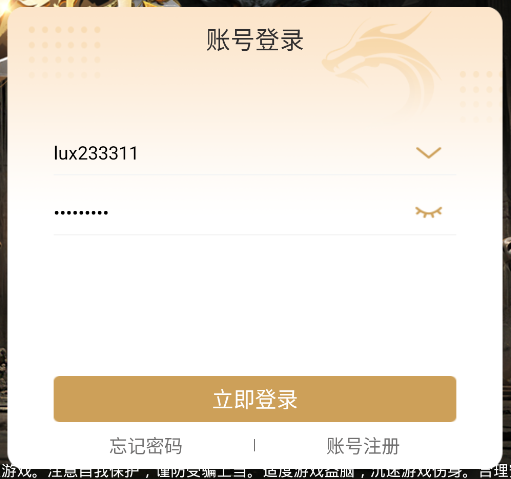 账号登录
lux233311
•••••••••
立即登录
忘记密码 | 账号注册
游戏。注意自我保护，谨防受骗上当。适度游戏益脑，沉迷游戏伤身。合理